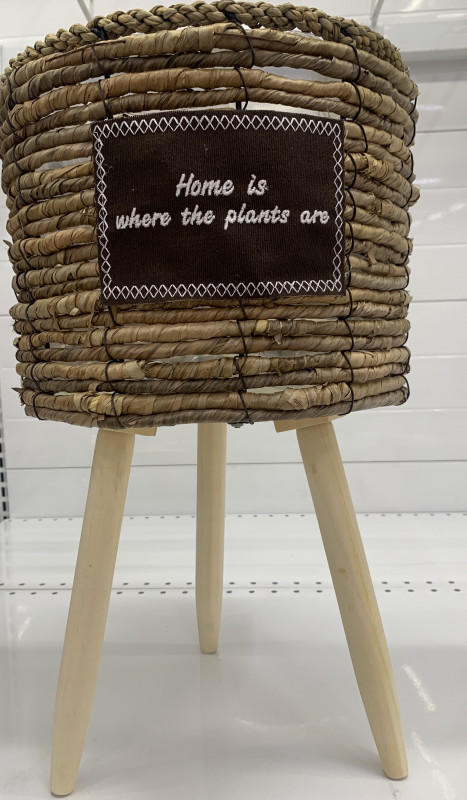 Home is
where the plants are